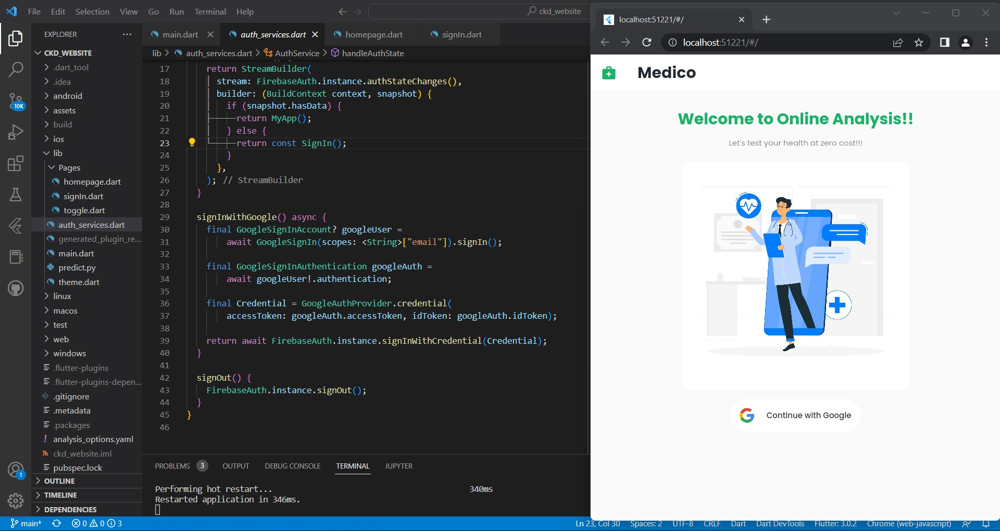 File Edit Selection View Go Run Terminal Help
ckd_website
EXPLORER
CKD_WEBSITE
.dart_tool
.idea
android
assets
build
ios
lib
Pages
homepage.dart
signIn.dart
toggle.dart
auth_services.dart
generated_plugin_re...
main.dart
predict.py
theme.dart
linux
macos
test
web
windows
.flutter-plugins
.flutter-plugins-depen...
.gitignore
.metadata
.packages
analysis_options.yaml
ckd_website.iml
pubspec.lock
OUTLINE
TIMELINE
DEPENDENCIES
10K
1
main.dart auth_services.dart homepage.dart signIn.dart
lib > auth_services.dart > AuthService > handleAuthState
17 return StreamBuilder(
18 stream: FirebaseAuth.instance.authStateChanges(),
19 builder: (BuildContext context, snapshot) {
20 if (snapshot.hasData) {
21 return MyApp();
22 } else {
23 return const SignIn();
24 }
25 },
26 ); // StreamBuilder
27 }
28
29 signInWithGoogle() async {
30 final GoogleSignInAccount? googleUser =
31 await GoogleSignIn(scopes: <String>["email"]).signIn();
32
33 final GoogleSignInAuthentication googleAuth =
34 await googleUser!.authentication;
35
36 final Credential = GoogleAuthProvider.credential(
37 accessToken: googleAuth.accessToken, idToken: googleAuth.idToken);
38
39 return await FirebaseAuth.instance.signInWithCredential(Credential);
40 }
41
42 signOut() {
43 FirebaseAuth.instance.signOut();
44 }
45 }
46
PROBLEMS 3 OUTPUT DEBUG CONSOLE TERMINAL JUPYTER
Performing hot restart... 340ms
Restarted application in 346ms.
main* 0 0 3
Ln 23, Col 30 Spaces: 2 UTF-8 CRLF Dart Dart DevTools Flutter: 3.0.2 Chrome (web-javascript)
localhost:51221/#/
localhost:51221/#/
Medico
Welcome to Online Analysis!!
Let's test your health at zero cost!!!
Continue with Google